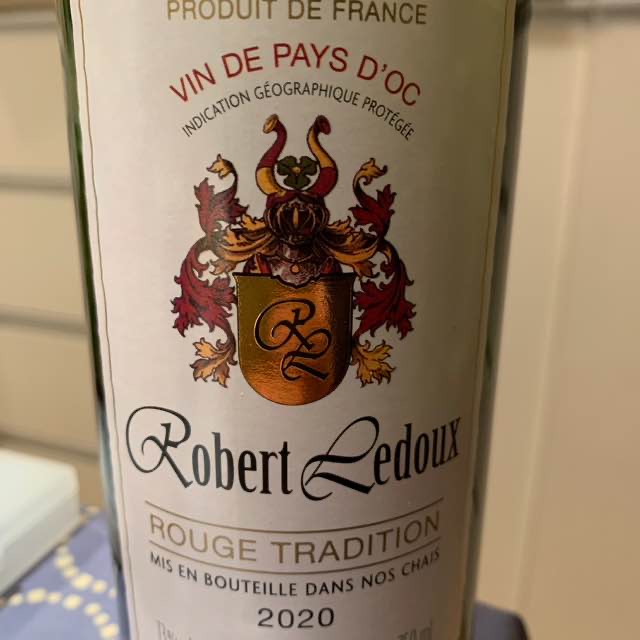 PRODUIT DE FRANCE
VIN DE PAYS D'OC
INDICATION GÉOGRAPHIQUE PROTÉGÉE
RL
Robert Ledoux
ROUGE TRADITION
MIS EN BOUTEILLE DANS NOS CHAIS
2020